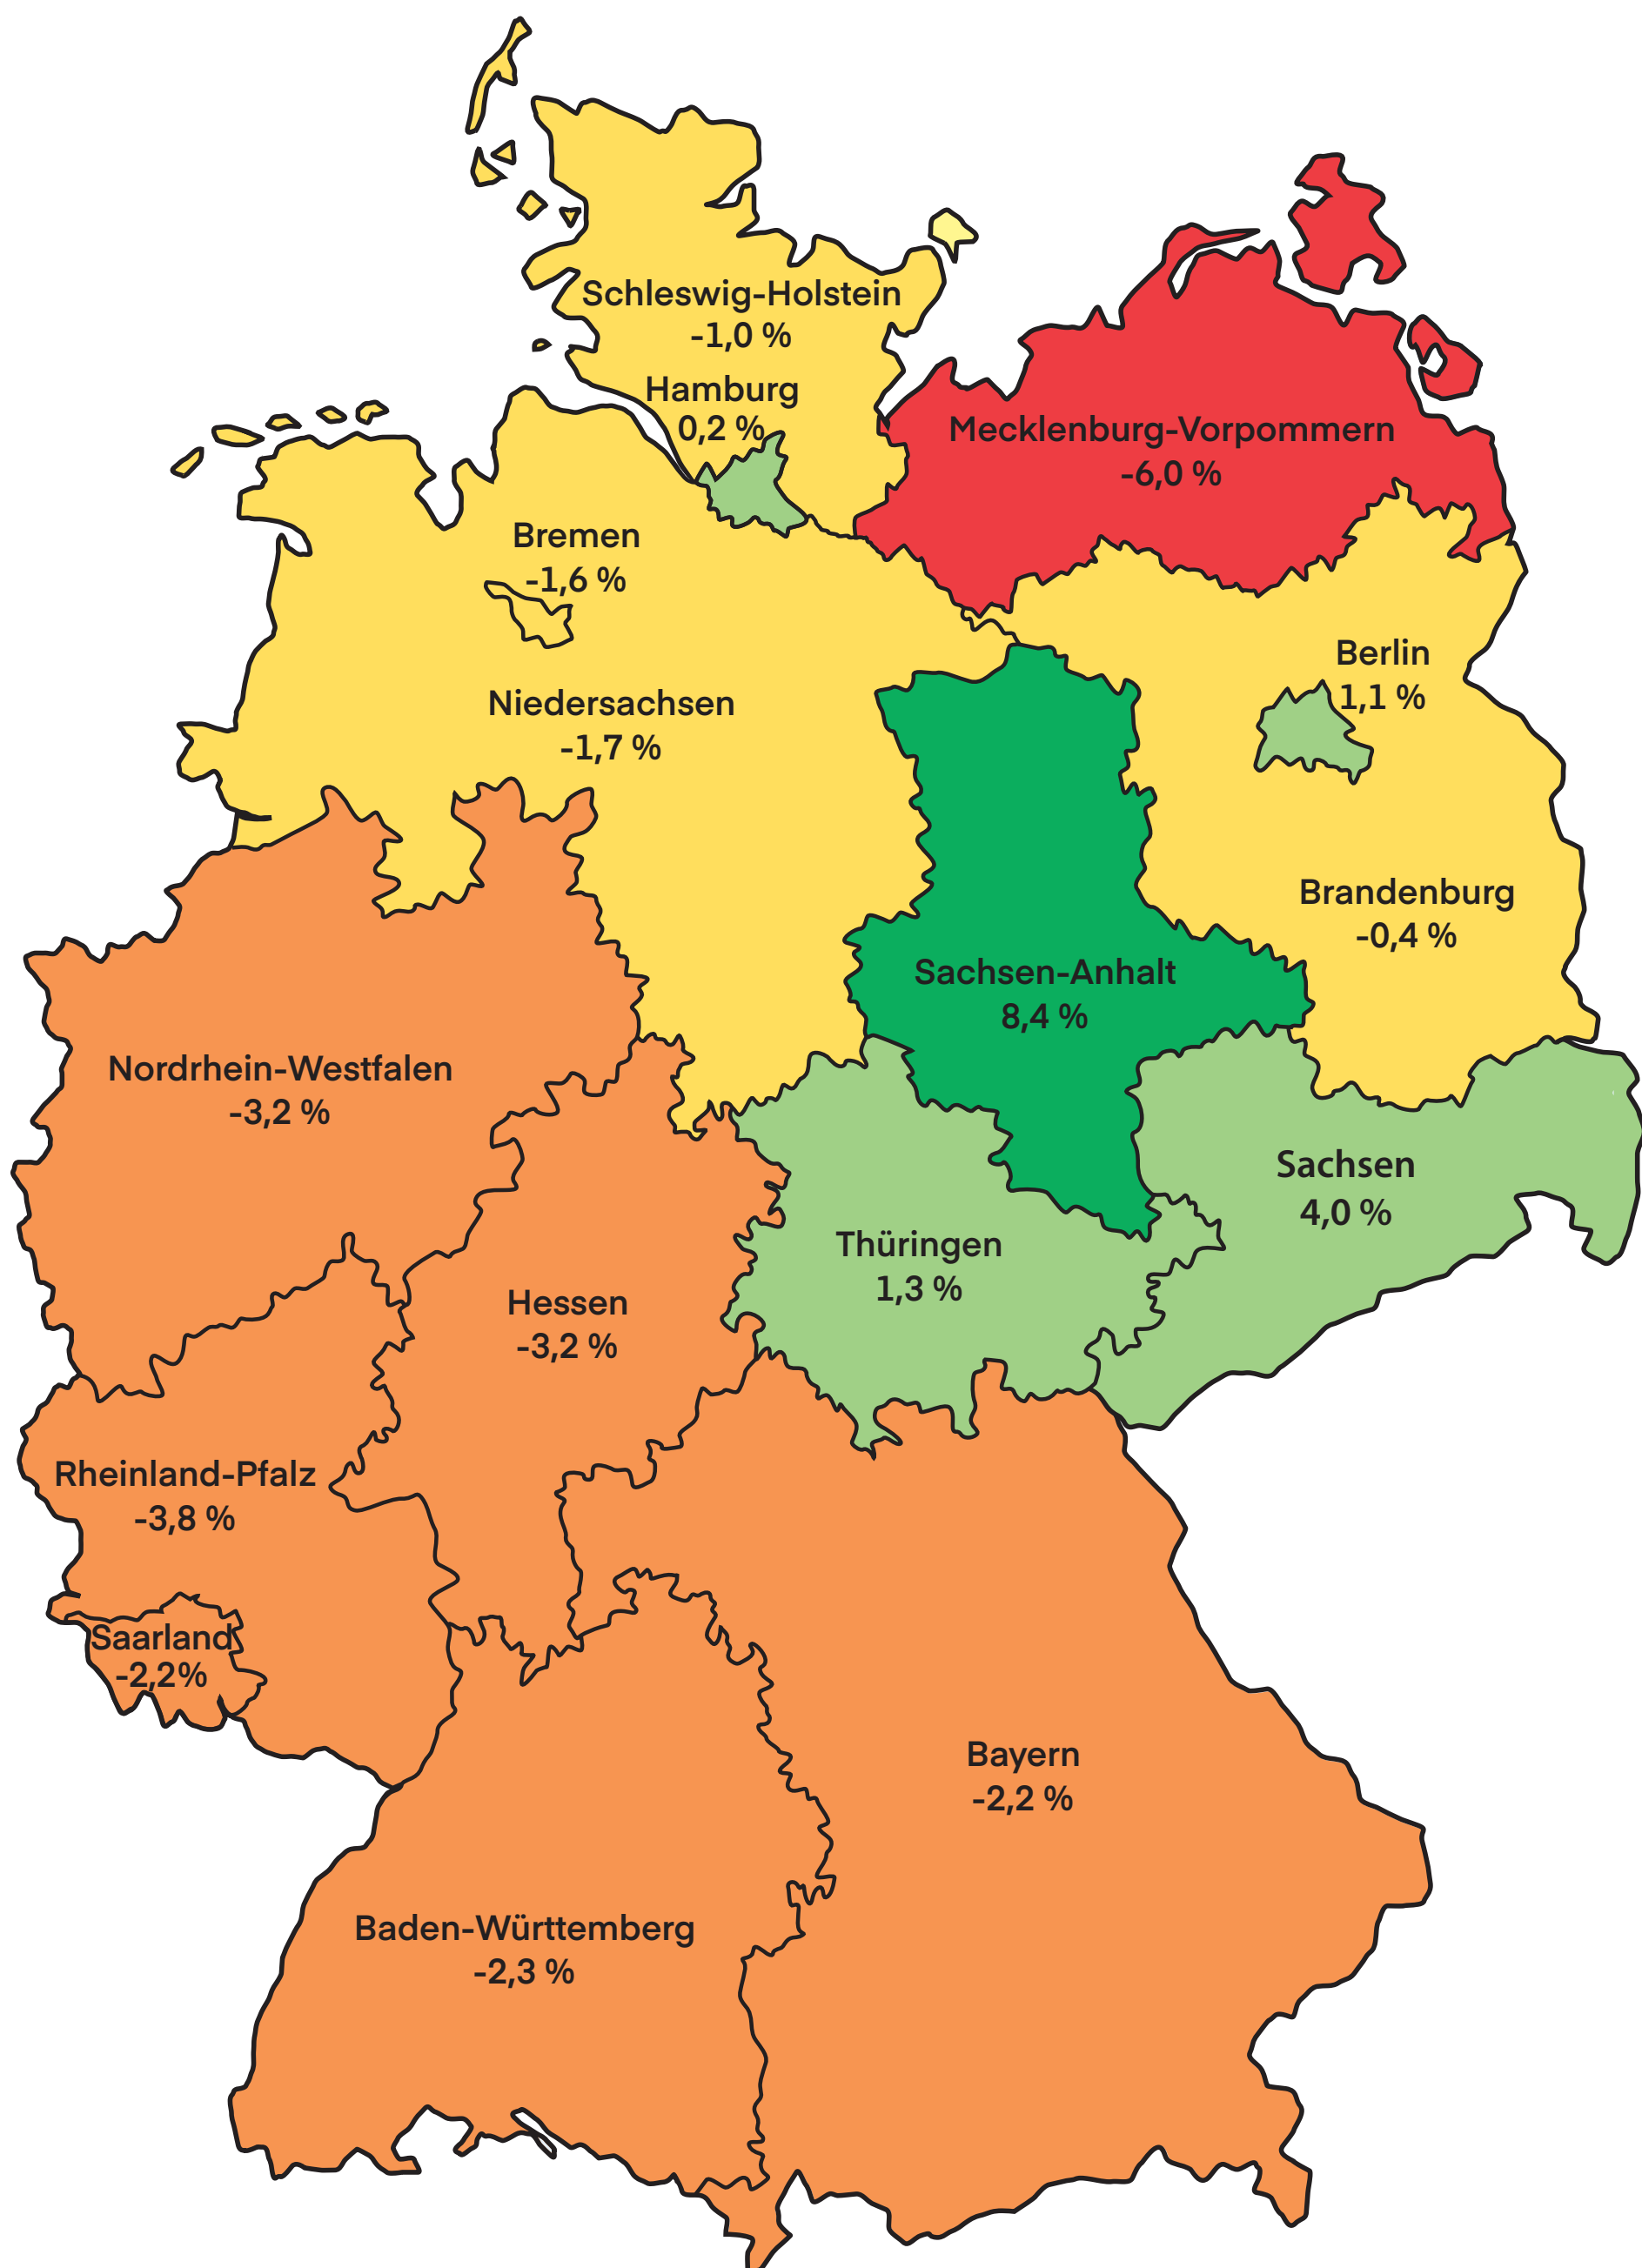 Schleswig-Holstein
-1,0 %
Hamburg
0,2 %
Mecklenburg-Vorpommern
-6,0 %
Bremen
-1,6 %
Berlin
1,1 %
Niedersachsen
-1,7 %
Brandenburg
-0,4 %
Sachsen-Anhalt
8,4 %
Nordrhein-Westfalen
-3,2 %
Sachsen
4,0 %
Thüringen
1,3 %
Hessen
-3,2 %
Rheinland-Pfalz
-3,8 %
Saarland
-2,2%
Bayern
-2,2 %
Baden-Württemberg
-2,3 %